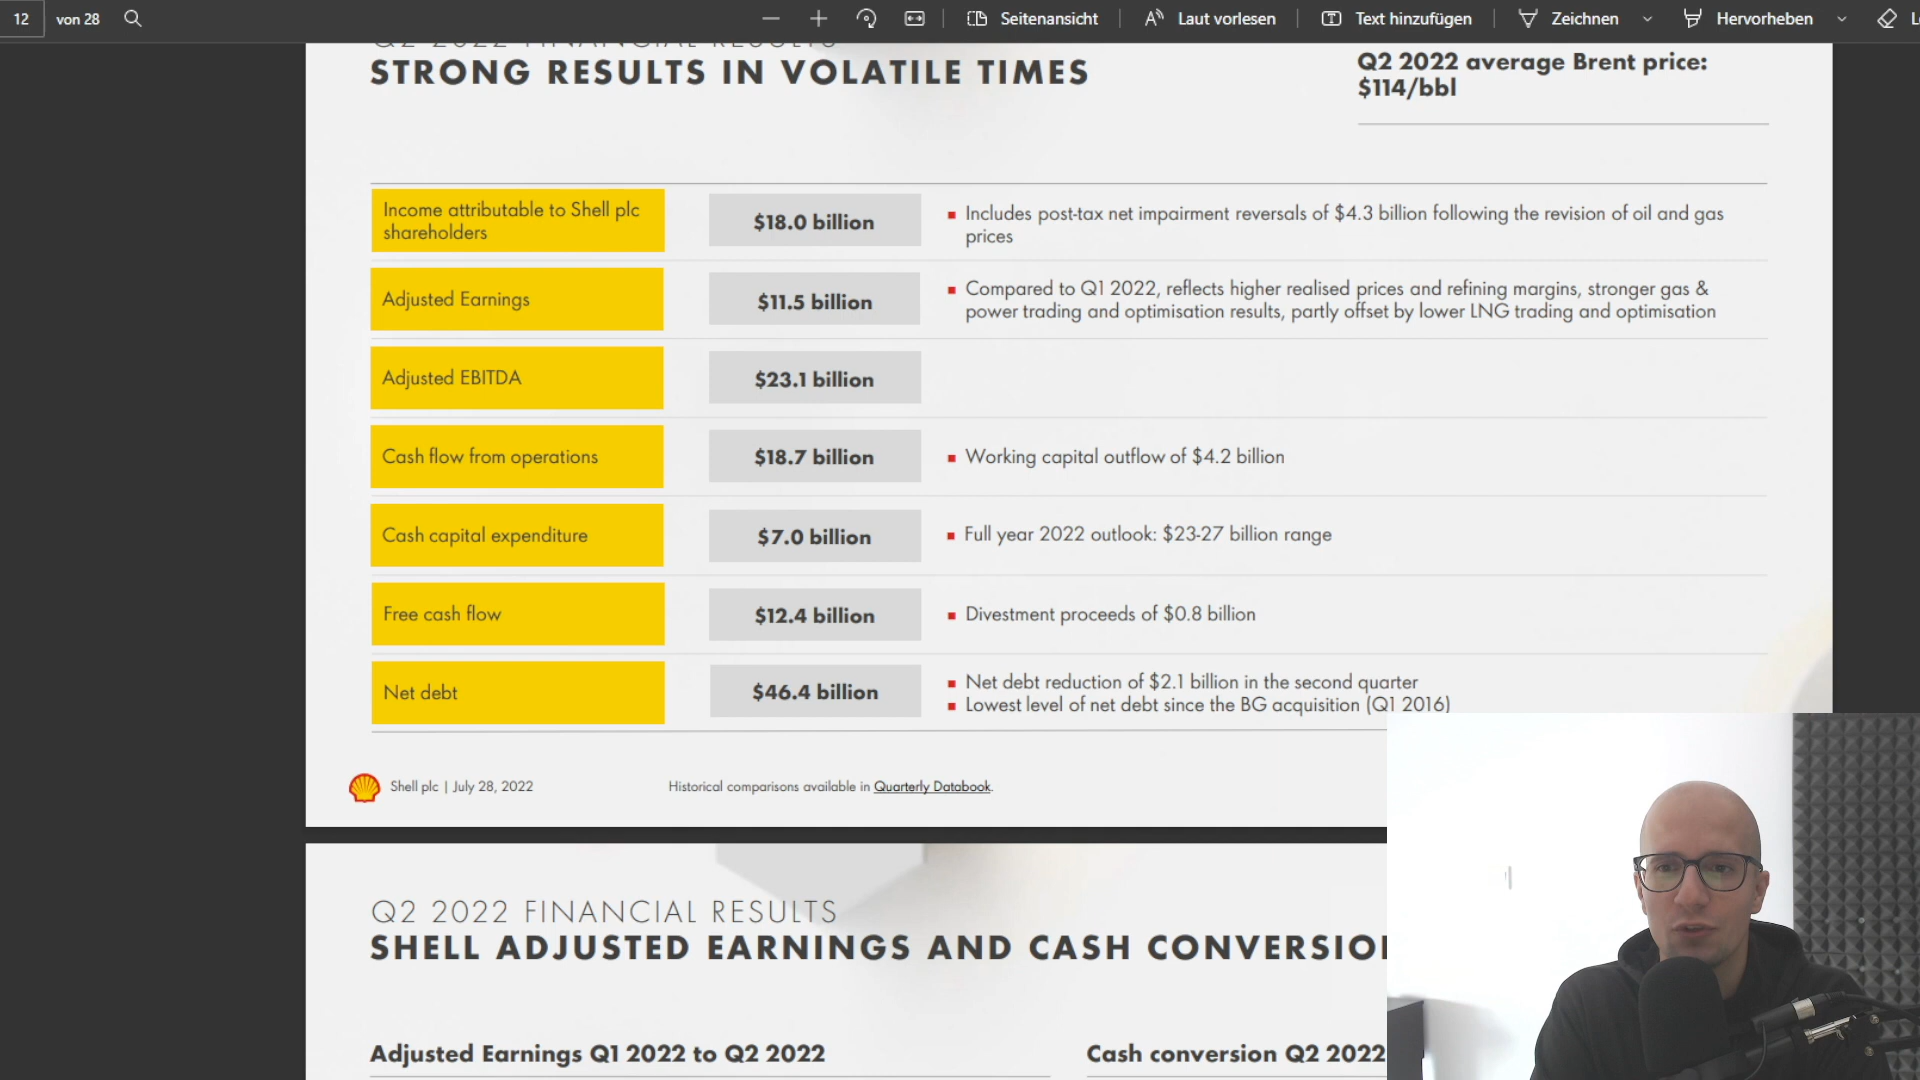 12 von 28 Seitenansicht Laut vorlesen Text hinzufügen Zeichnen Hervorheben
Q2 2022 FINANCIAL RESULTS
STRONG RESULTS IN VOLATILE TIMES
Q2 2022 average Brent price:
$114/bbl
Income attributable to Shell plc
shareholders
$18.0 billion
Includes post-tax net impairment reversals of $4.3 billion following the revision of oil and gas
prices
Adjusted Earnings
$11.5 billion
Compared to Q1 2022, reflects higher realised prices and refining margins, stronger gas &
power trading and optimisation results, partly offset by lower LNG trading and optimisation
Adjusted EBITDA
$23.1 billion
Cash flow from operations
$18.7 billion
Working capital outflow of $4.2 billion
Cash capital expenditure
$7.0 billion
Full year 2022 outlook: $23-27 billion range
Free cash flow
$12.4 billion
Divestment proceeds of $0.8 billion
Net debt
$46.4 billion
Net debt reduction of $2.1 billion in the second quarter
Lowest level of net debt since the BG acquisition (Q1 2016)
Shell plc | July 28, 2022
Historical comparisons available in Quarterly Databook.
Q2 2022 FINANCIAL RESULTS
SHELL ADJUSTED EARNINGS AND CASH
Adjusted Earnings Q1 2022 to Q2 2022
Cash conversion Q2 2022